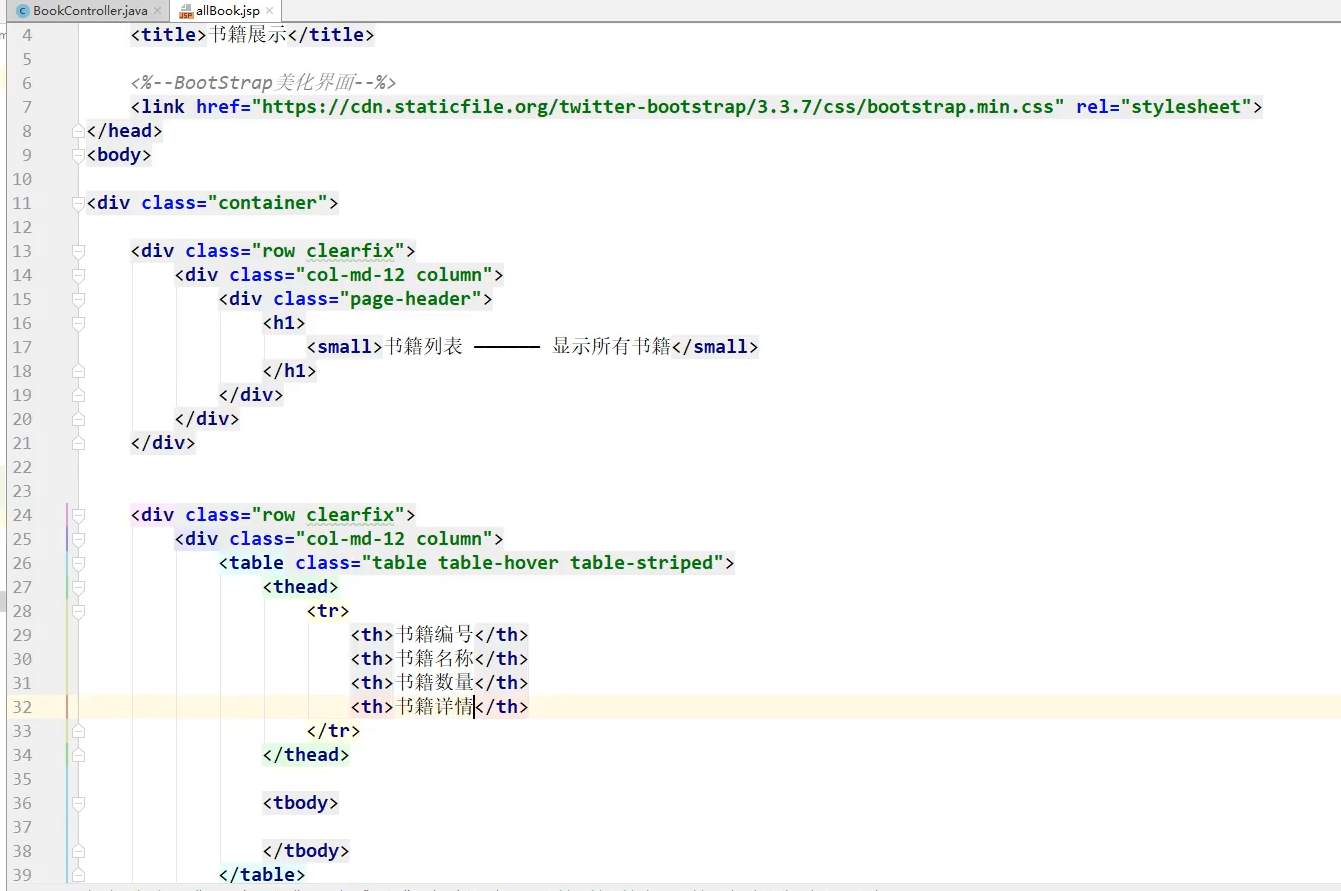 BookController.java × allBook.jsp ×
4 <title>书籍展示</title>
5
6 <%--BootStrap美化界面--%>
7 <link href="https://cdn.staticfile.org/twitter-bootstrap/3.3.7/css/bootstrap.min.css" rel="stylesheet">
8 </head>
9 <body>
10
11 <div class="container">
12
13 <div class="row clearfix">
14 <div class="col-md-12 column">
15 <div class="page-header">
16 <h1>
17 <small>书籍列表 —————— 显示所有书籍</small>
18 </h1>
19 </div>
20 </div>
21 </div>
22
23
24 <div class="row clearfix">
25 <div class="col-md-12 column">
26 <table class="table table-hover table-striped">
27 <thead>
28 <tr>
29 <th>书籍编号</th>
30 <th>书籍名称</th>
31 <th>书籍数量</th>
32 <th>书籍详情</th>
33 </tr>
34 </thead>
35
36 <tbody>
37
38 </tbody>
39 </table>